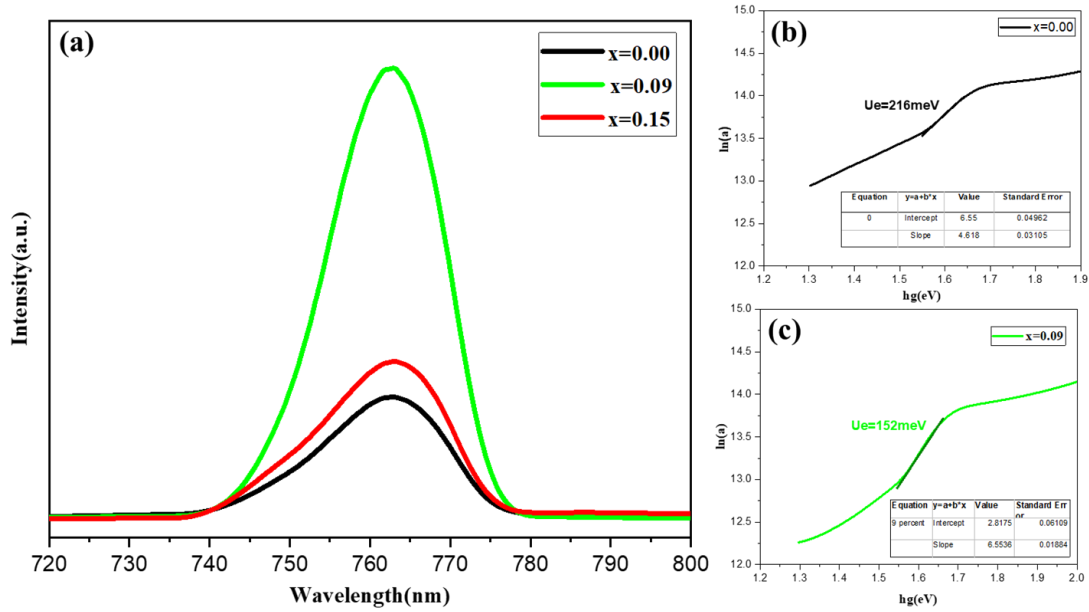 (a)
x=0.00
x=0.09
x=0.15
Intensity(a.u.)
720 730 740 750 760 770 780 790 800
Wavelength(nm)
(b)
x=0.00
15.0
14.5
14.0
13.5
13.0
12.5
12.0
ln(a)
Ue=216meV
Equation y=a+b*x Value Standard Error
0 Intercept 6.55 0.04962
Slope 4.618 0.03105
1.2 1.3 1.4 1.5 1.6 1.7 1.8 1.9
hg(eV)
(c)
x=0.09
15.0
14.5
14.0
13.5
13.0
12.5
12.0
ln(a)
Ue=152meV
Equation y=a+b*x Value Standard Err
or
9 percent Intercept 2.8175 0.06109
Slope 6.5536 0.01884
1.2 1.3 1.4 1.5 1.6 1.7 1.8 1.9 2.0
hg(eV)